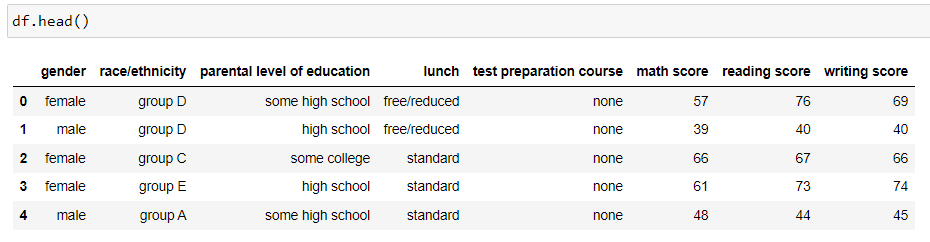 df.head()
gender race/ethnicity parental level of education lunch test preparation course math score reading score writing score
0 female group D some high school free/reduced none 57 76 69
1 male group D high school free/reduced none 39 40 40
2 female group C some college standard none 66 67 66
3 female group E high school standard none 61 73 74
4 male group A some high school standard none 48 44 45